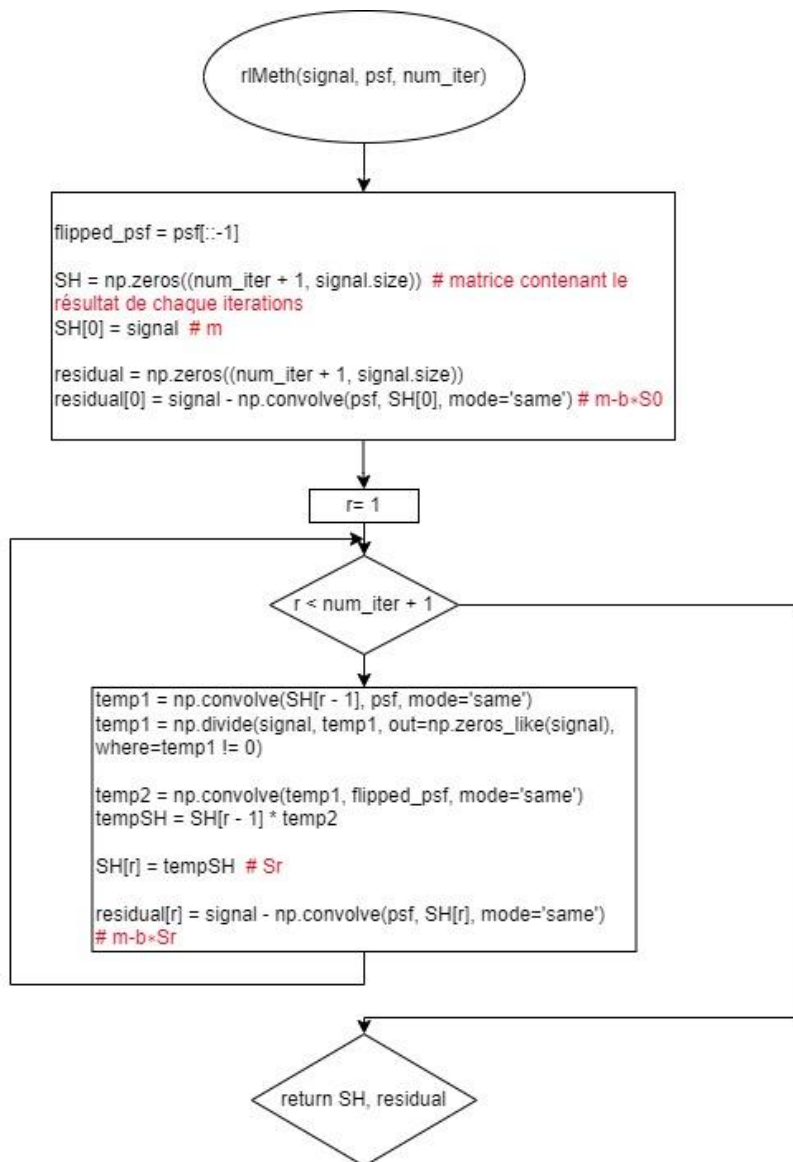 rlMeth(signal, psf, num_iter)
flipped_psf = psf[::-1]
SH = np.zeros((num_iter + 1, signal.size))  # matrice contenant le
résultat de chaque iterations
SH[0] = signal  # m
residual = np.zeros((num_iter + 1, signal.size))
residual[0] = signal - np.convolve(psf, SH[0], mode='same') # m-b*S0
r= 1
r < num_iter + 1
temp1 = np.convolve(SH[r - 1], psf, mode='same')
temp1 = np.divide(signal, temp1, out=np.zeros_like(signal),
where=temp1 != 0)
temp2 = np.convolve(temp1, flipped_psf, mode='same')
tempSH = SH[r - 1] * temp2
SH[r] = tempSH  # Sr
residual[r] = signal - np.convolve(psf, SH[r], mode='same')
# m-b*Sr
return SH, residual